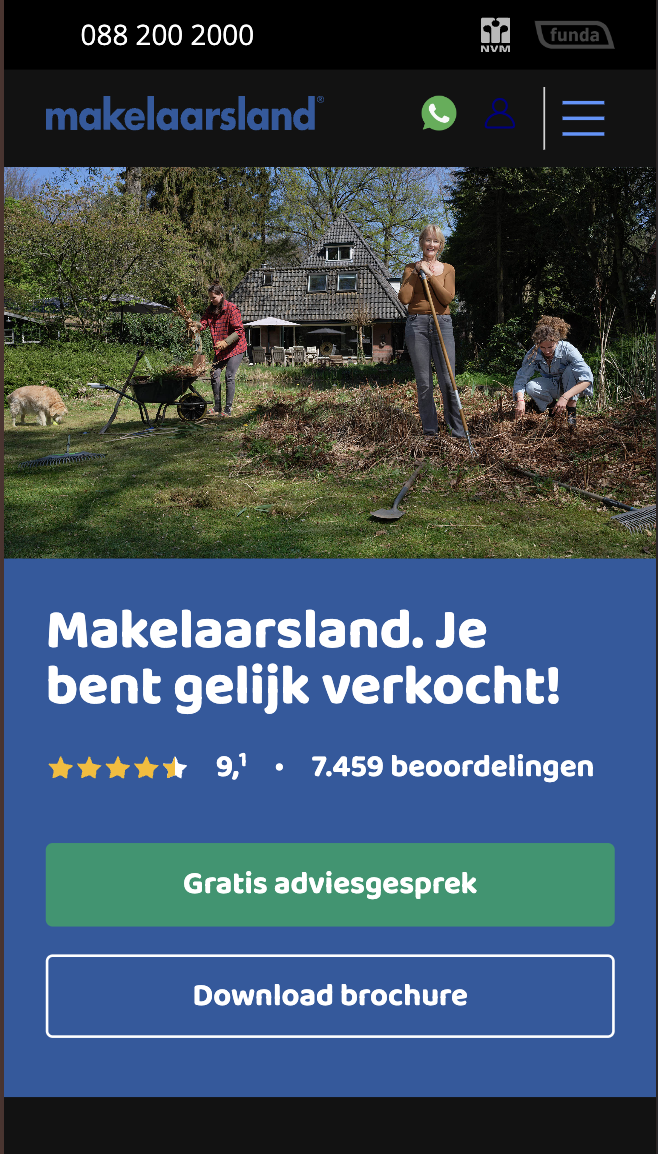 088 200 2000
NVM
funda
makelaarsland®
Makelaarsland. Je
bent gelijk verkocht!
9,¹ • 7.459 beoordelingen
Gratis adviesgesprek
Download brochure